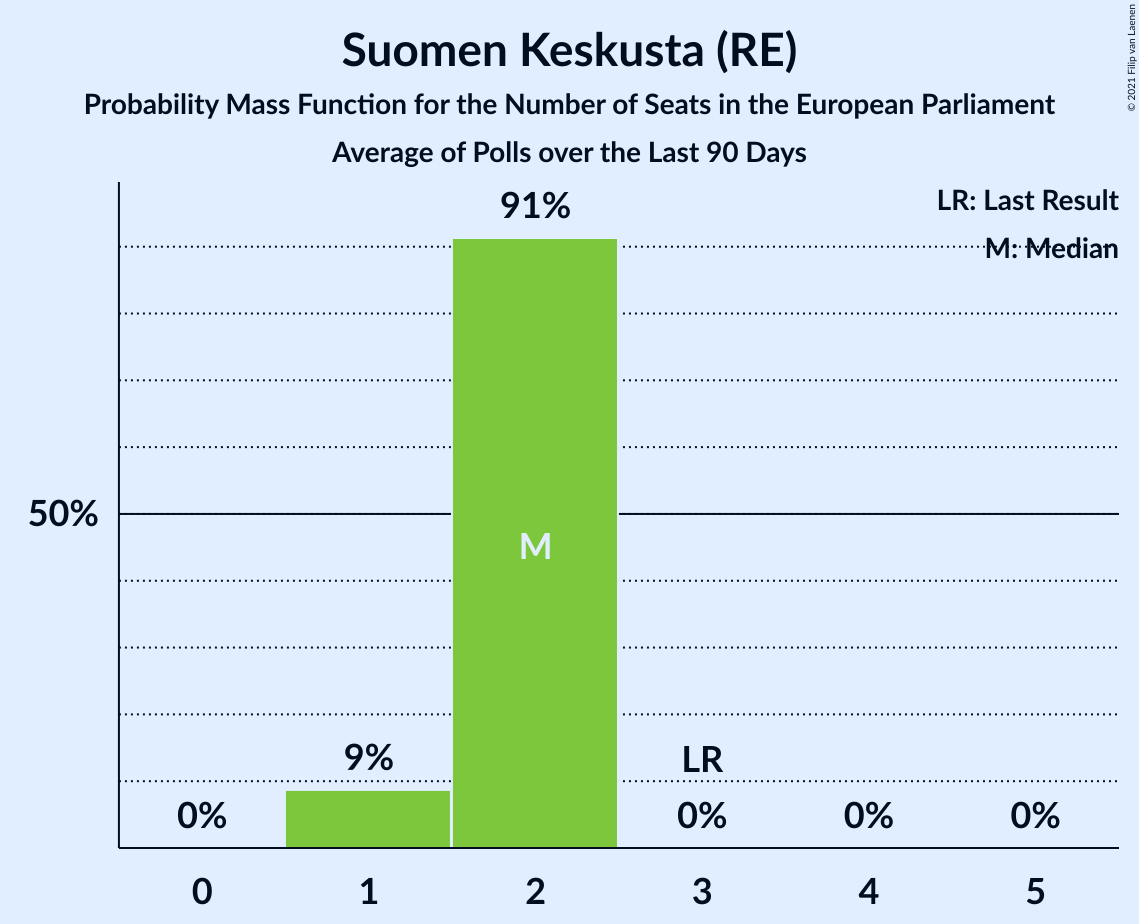 Suomen Keskusta (RE)
Probability Mass Function for the Number of Seats in the European Parliament
Average of Polls over the Last 90 Days
© 2021 Filip van Laenen
LR: Last Result
M: Median
91%
50%
M
9%
LR
0%
0%
0%
0%
0
1
2
3
4
5